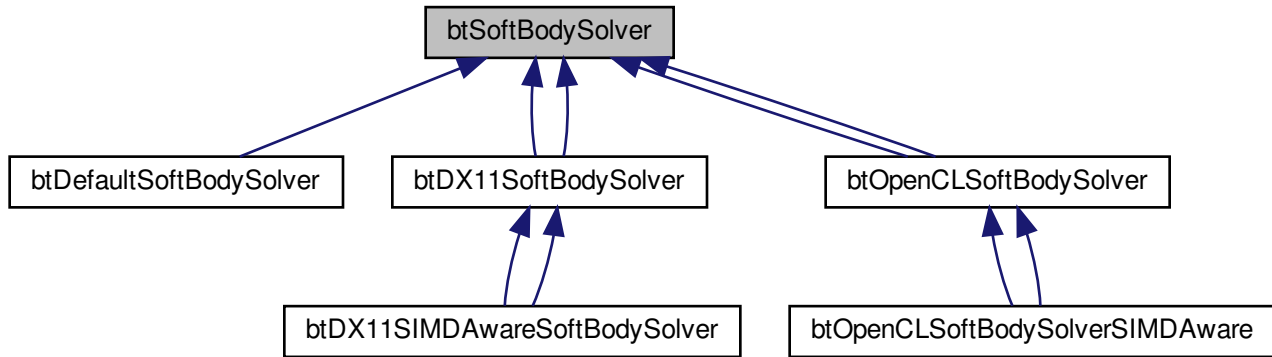 btSoftBodySolver
btDefaultSoftBodySolver
btDX11SoftBodySolver
btOpenCLSoftBodySolver
btDX11SIMDAwareSoftBodySolver
btOpenCLSoftBodySolverSIMDAware